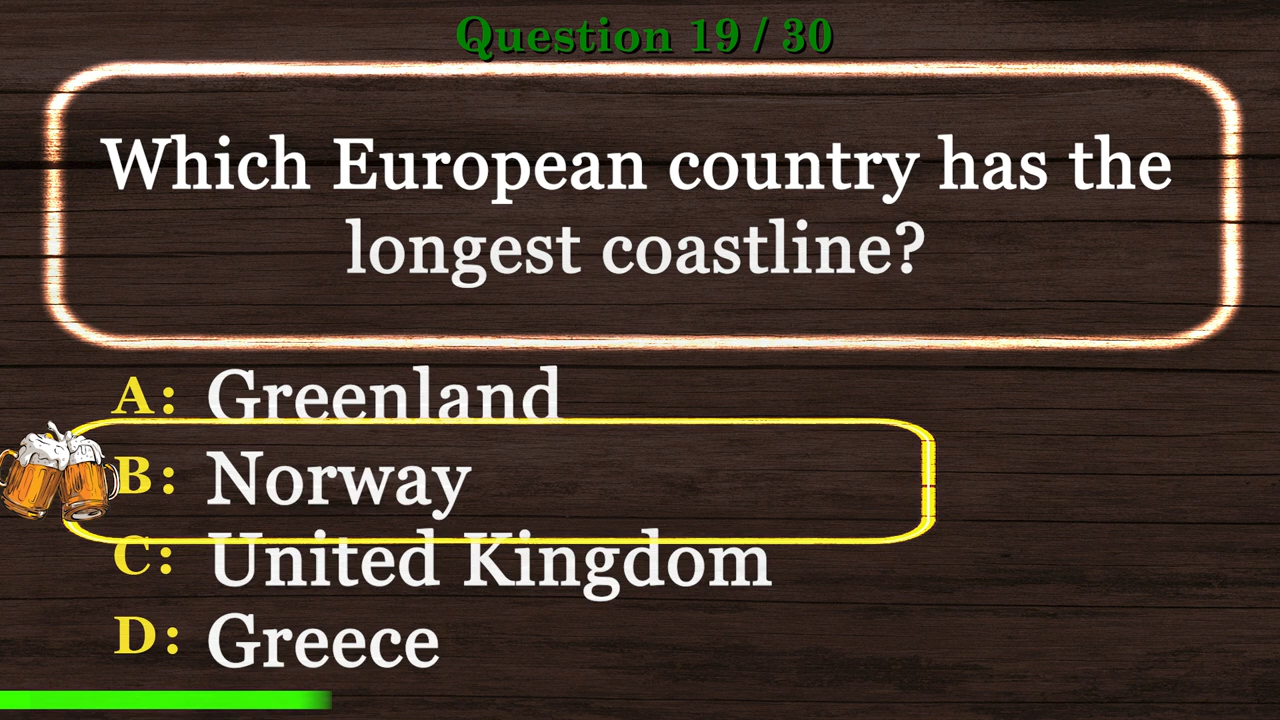 Question 19 / 30
Which European country has the
longest coastline?
A: Greenland
B: Norway
C: United Kingdom
D: Greece